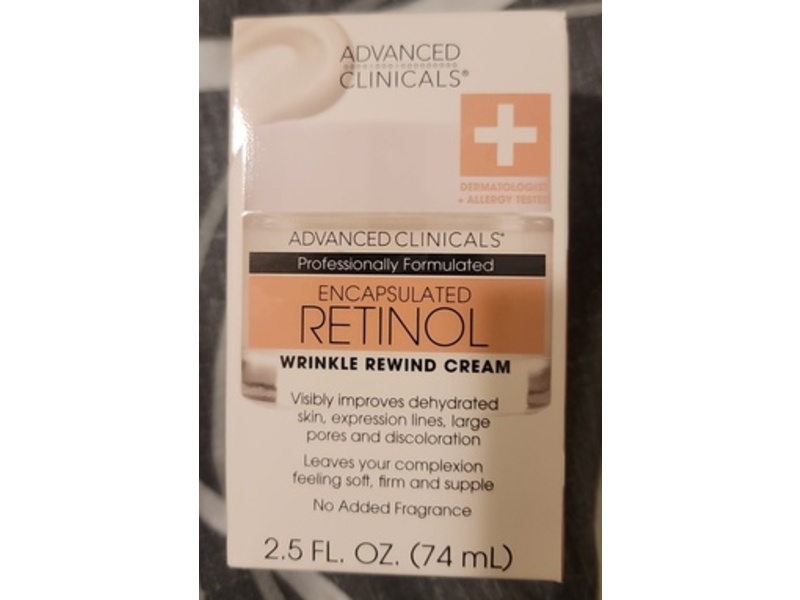 ADVANCED
CLINICALS®
DERMATOLOGIST
+ ALLERGY TESTED
ADVANCED CLINICALS®
Professionally Formulated
ENCAPSULATED
RETINOL
WRINKLE REWIND CREAM
Visibly improves dehydrated
skin, expression lines, large
pores and discoloration
Leaves your complexion
feeling soft, firm and supple
No Added Fragrance
2.5 FL. OZ. (74 mL)